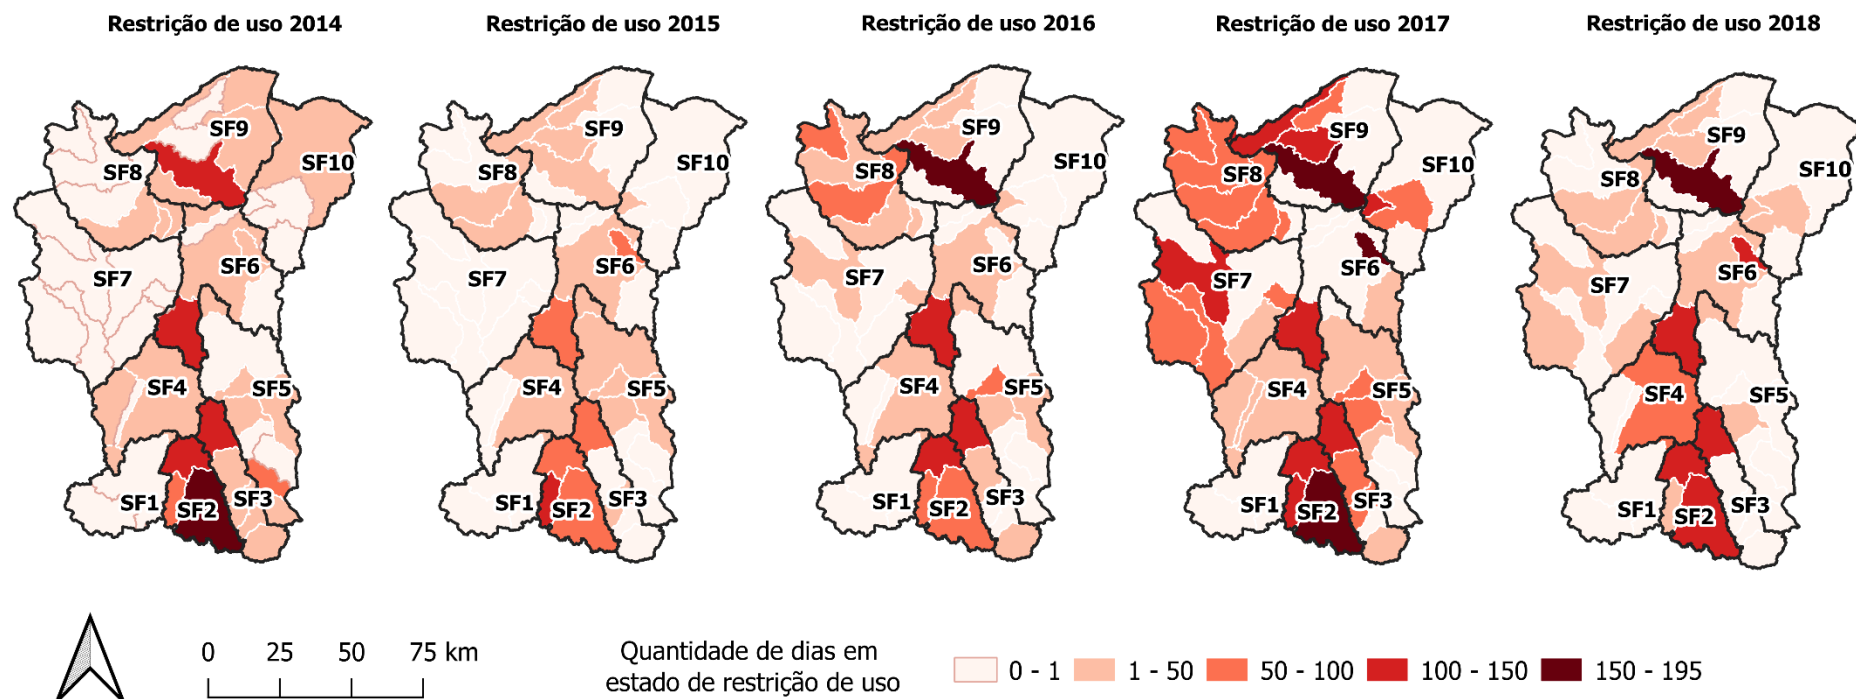 Restrição de uso 2014
Restrição de uso 2015
Restrição de uso 2016
Restrição de uso 2017
Restrição de uso 2018
SF9
SF10
SF8
SF7
SF6
SF4
SF5
SF1
SF2
SF3
SF9
SF10
SF8
SF7
SF6
SF4
SF5
SF1
SF2
SF3
SF9
SF10
SF8
SF7
SF6
SF4
SF5
SF1
SF2
SF3
SF9
SF10
SF8
SF7
SF6
SF4
SF5
SF1
SF2
SF3
SF9
SF10
SF8
SF7
SF6
SF4
SF5
SF1
SF2
SF3
0 25 50 75 km
Quantidade de dias em
estado de restrição de uso
0 - 1
1 - 50
50 - 100
100 - 150
150 - 195